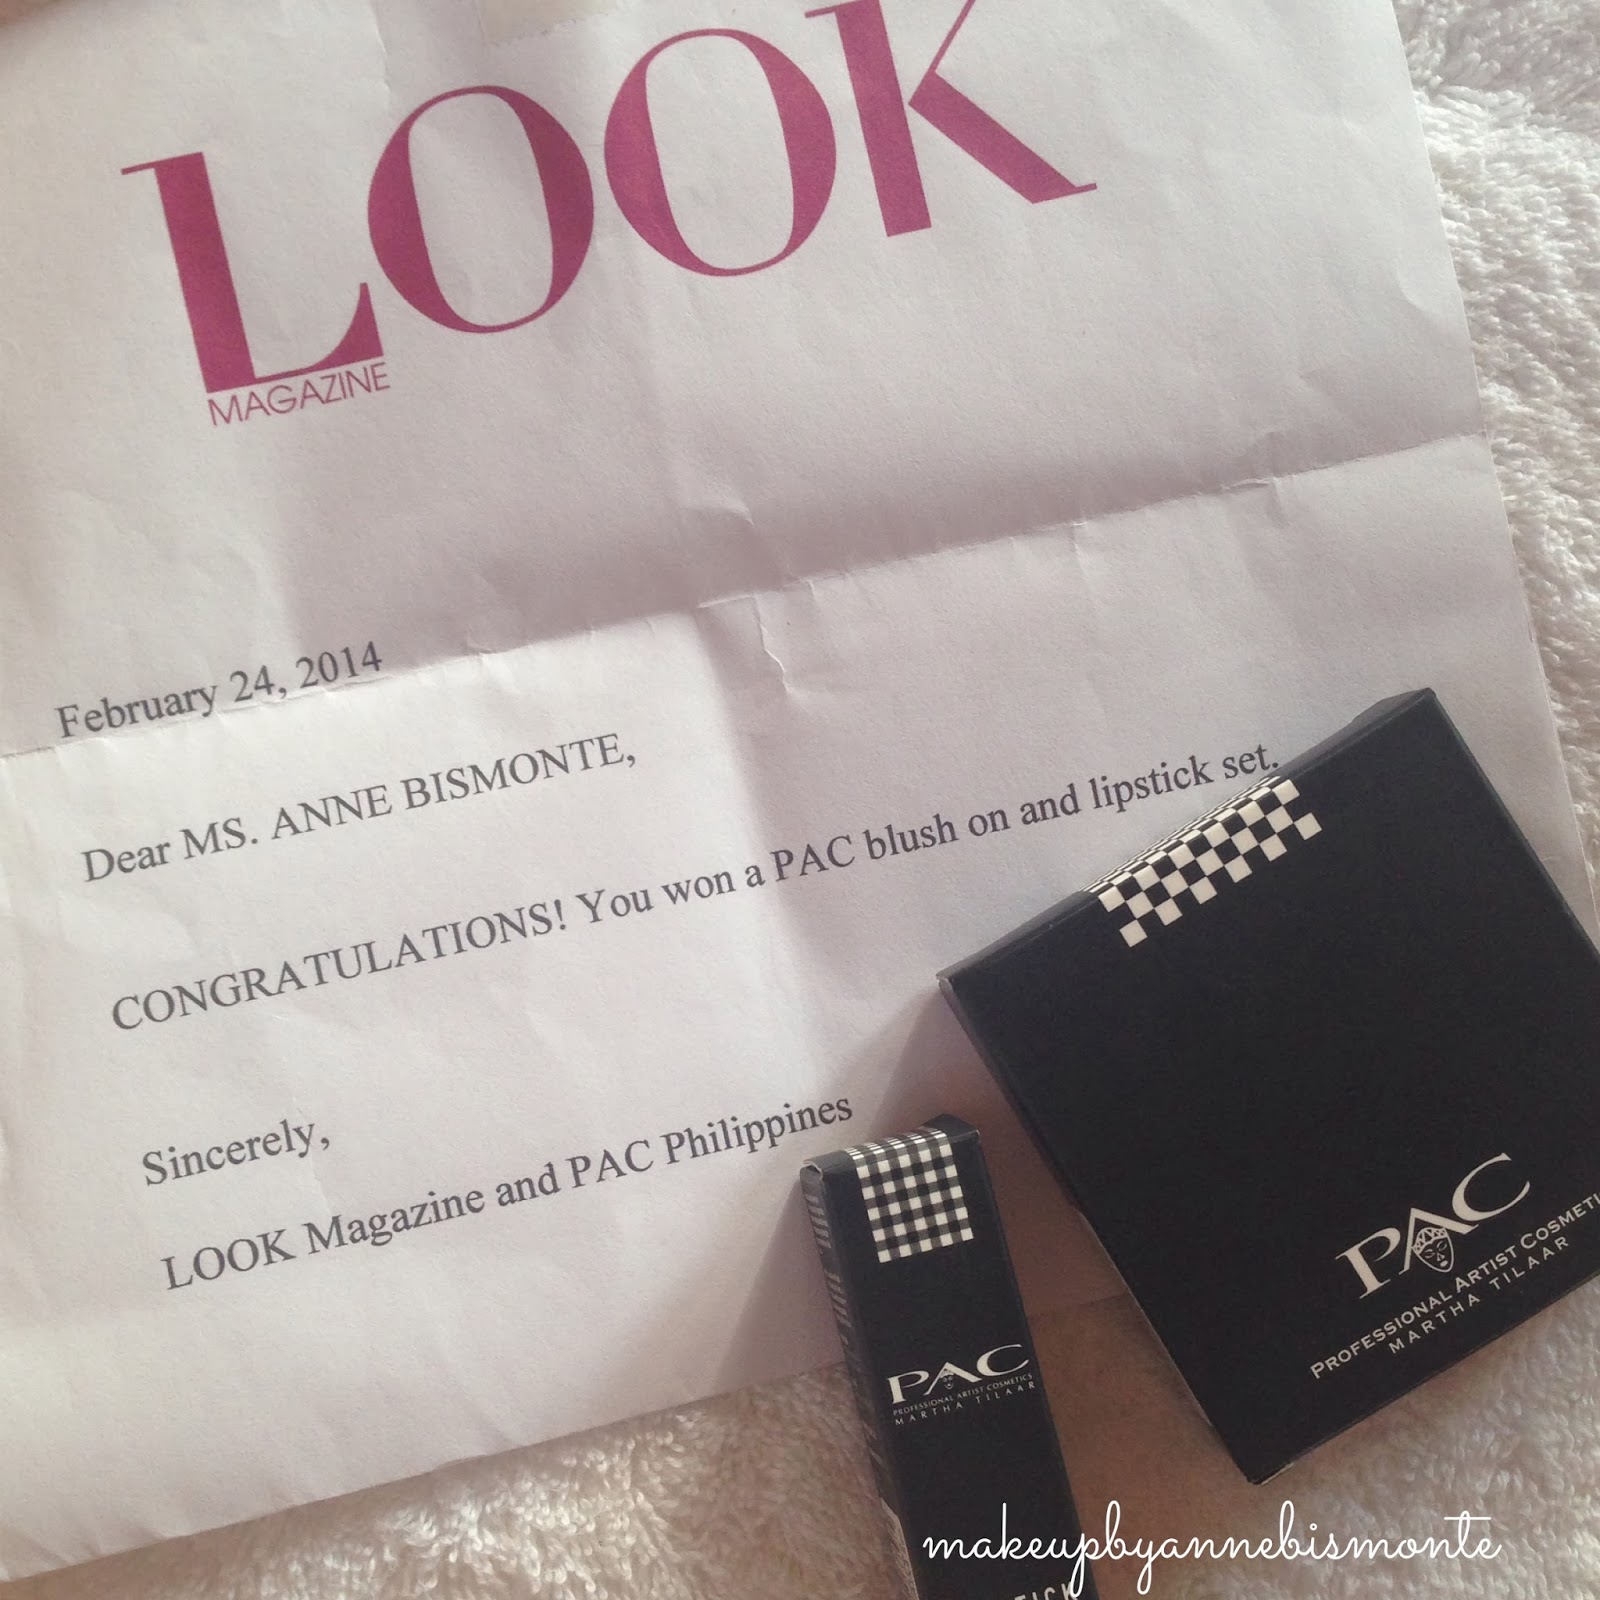 LOOK
MAGAZINE
February 24, 2014
Dear MS. ANNE BISMONTE,
CONGRATULATIONS! You won a PAC blush on and lipstick set.
Sincerely,
LOOK Magazine and PAC Philippines
PAC
PROFESSIONAL ARTIST COSMETICS
MARTHA TILAAR
PAC
PROFESSIONAL ARTIST COSMETI
MARTHA TILAAR
makeupbyannebismonte